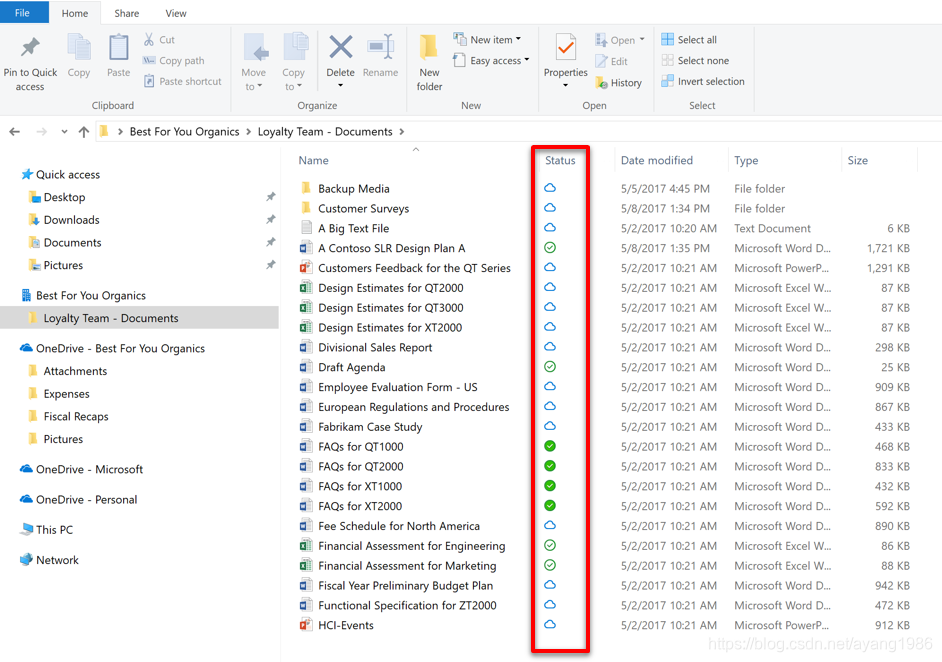 File Home Share View
Pin to Quick access
Copy
Paste
Cut
Copy path
Paste shortcut
Clipboard
Move to
Copy to
Delete
Rename
Organize
New folder
New item
Easy access
New
Properties
Open
Edit
History
Open
Select all
Select none
Invert selection
Select
Best For You Organics Loyalty Team - Documents
Quick access
Desktop
Downloads
Documents
Pictures
Best For You Organics
Loyalty Team - Documents
OneDrive - Best For You Organics
Attachments
Expenses
Fiscal Recaps
Pictures
OneDrive - Microsoft
OneDrive - Personal
This PC
Network
Name Status Date modified Type Size
Backup Media 5/5/2017 4:45 PM File folder
Customer Surveys 5/8/2017 1:34 PM File folder
A Big Text File 5/2/2017 10:20 AM Text Document 6 KB
A Contoso SLR Design Plan A 5/8/2017 1:35 PM Microsoft Word D... 1,721 KB
Customers Feedback for the QT Series 5/2/2017 10:21 AM Microsoft PowerP... 1,291 KB
Design Estimates for QT2000 5/2/2017 10:21 AM Microsoft Excel W... 87 KB
Design Estimates for QT3000 5/2/2017 10:21 AM Microsoft Excel W... 87 KB
Design Estimates for XT2000 5/2/2017 10:21 AM Microsoft Excel W... 87 KB
Divisional Sales Report 5/2/2017 10:21 AM Microsoft Word D... 298 KB
Draft Agenda 5/2/2017 10:21 AM Microsoft Word D... 25 KB
Employee Evaluation Form - US 5/2/2017 10:21 AM Microsoft Word D... 909 KB
European Regulations and Procedures 5/2/2017 10:21 AM Microsoft Word D... 867 KB
Fabrikam Case Study 5/2/2017 10:21 AM Microsoft Word D... 433 KB
FAQs for QT1000 5/2/2017 10:21 AM Microsoft Word D... 468 KB
FAQs for QT2000 5/2/2017 10:21 AM Microsoft Word D... 833 KB
FAQs for XT1000 5/2/2017 10:21 AM Microsoft Word D... 432 KB
FAQs for XT2000 5/2/2017 10:21 AM Microsoft Word D... 592 KB
Fee Schedule for North America 5/2/2017 10:21 AM Microsoft Word D... 890 KB
Financial Assessment for Engineering 5/2/2017 10:21 AM Microsoft Excel W... 86 KB
Financial Assessment for Marketing 5/2/2017 10:21 AM Microsoft Excel W... 88 KB
Fiscal Year Preliminary Budget Plan 5/2/2017 10:21 AM Microsoft Word D... 942 KB
Functional Specification for ZT2000 5/2/2017 10:21 AM Microsoft Word D... 472 KB
HCI-Events 5/2/2017 10:21 AM Microsoft PowerP... 912 KB
https://blog.csdn.net/ayang1986